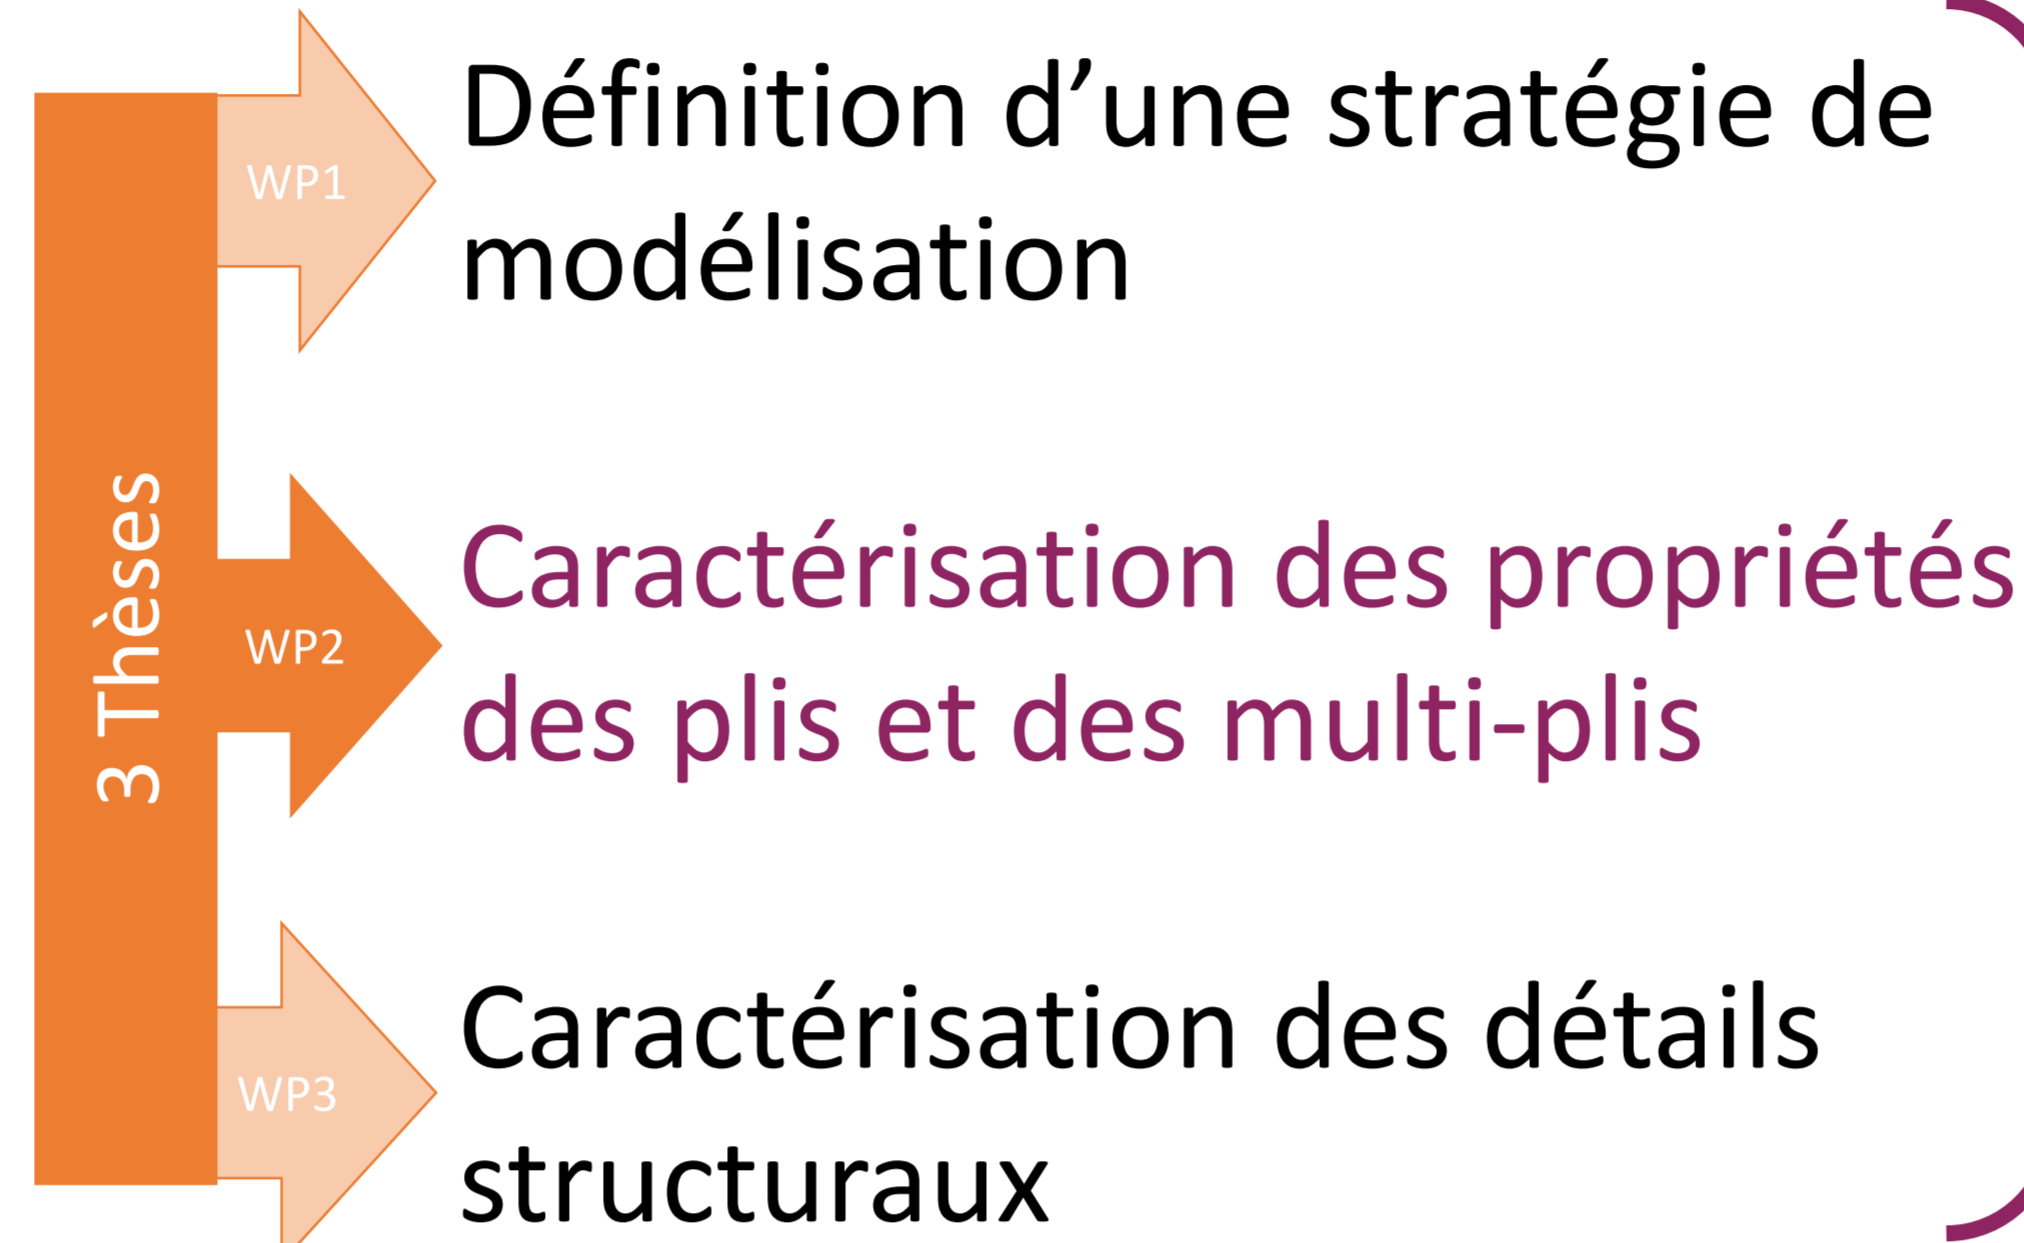 3 Thèses
WP1
Définition d’une stratégie de
modélisation
WP2
Caractérisation des propriétés
des plis et des multi-plis
WP3
Caractérisation des détails
structuraux